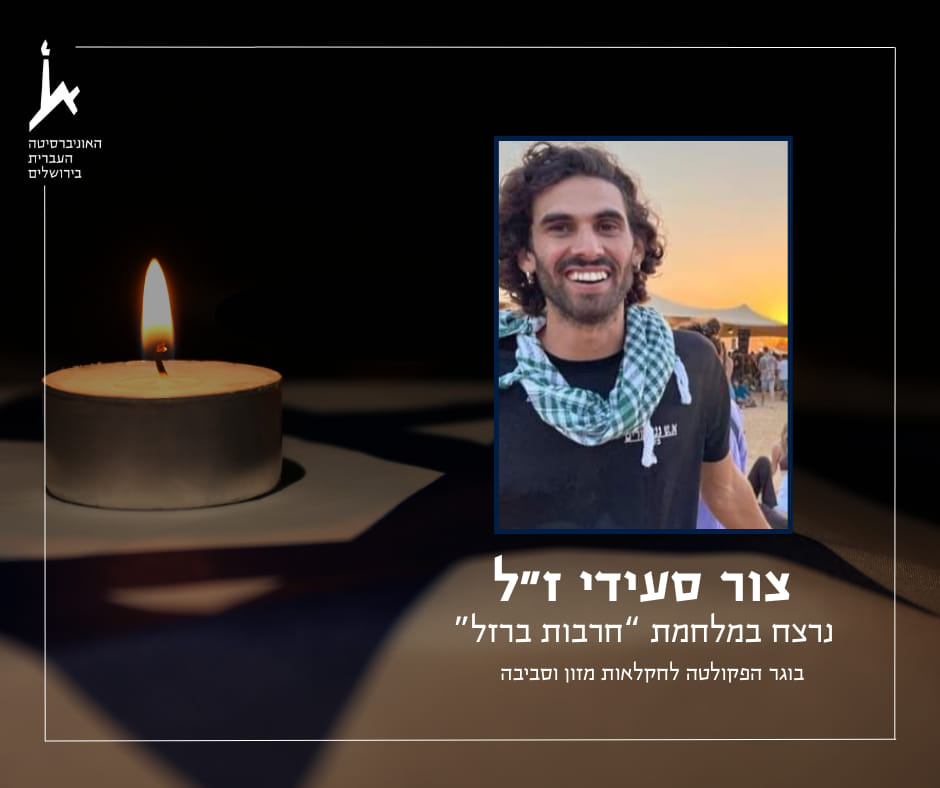 האוניברסיטה
העברית
בירושלים
צור סעידי ז״ל
נרצח במלחמת “חרבות ברזל”
בוגר הפקולטה לחקלאות מזון וסביבה